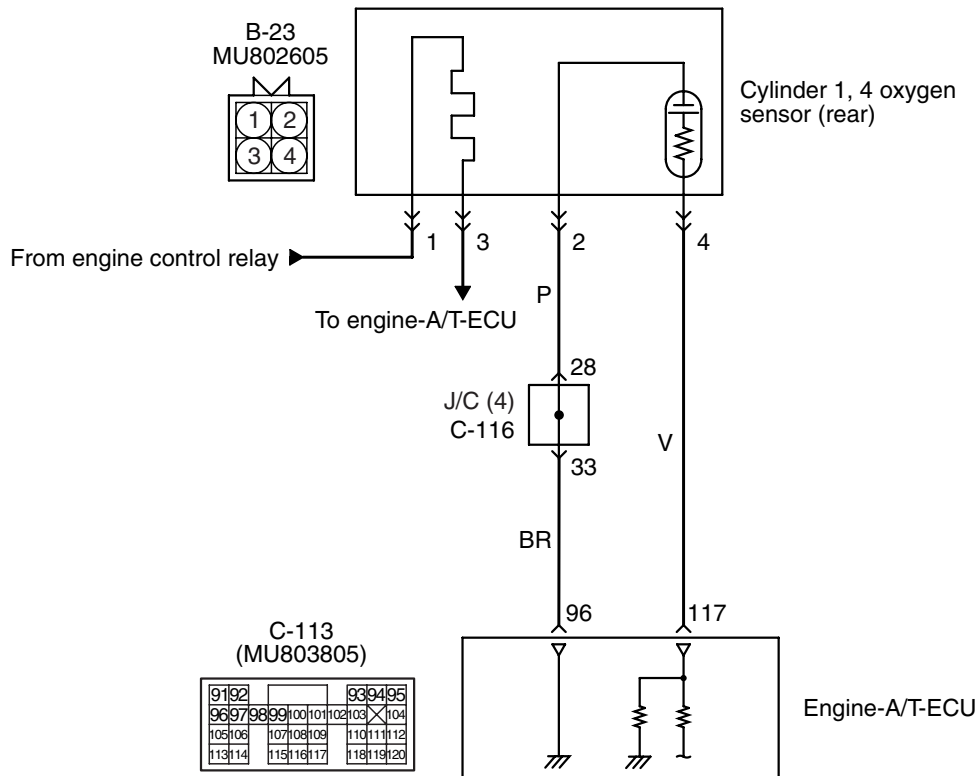 B-23
MU802605
1 2
3 4
Cylinder 1, 4 oxygen
sensor (rear)
1 3 2 4
From engine control relay
To engine-A/T-ECU
P
28
J/C (4)
C-116
V
33
BR
96 117
C-113
(MU803805)
91 92 93 94 95
96 97 98 99 100 101 102 103 104
105 106 107 108 109 110 111 112
113 114 115 116 117 118 119 120
Engine-A/T-ECU